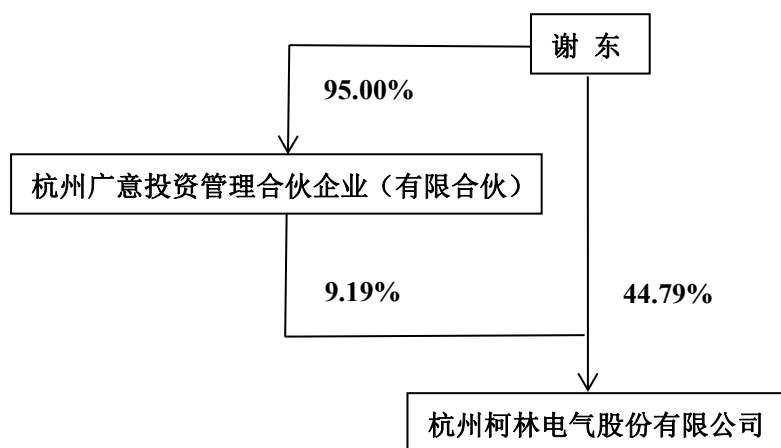 谢 东
95.00%
杭州广意投资管理合伙企业（有限合伙）
9.19%
44.79%
杭州柯林电气股份有限公司